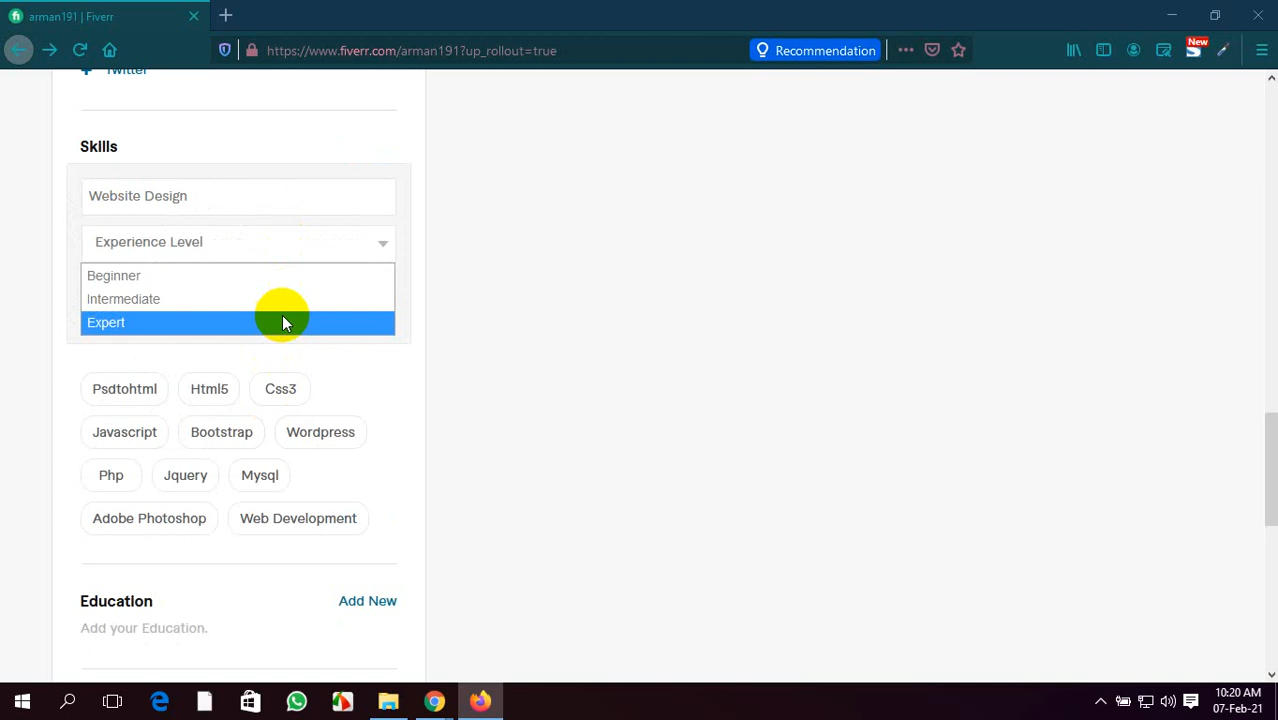 arman191 | Fiverr
https://www.fiverr.com/arman191?up_rollout=true
Recommendation
New
Twitter
Skills
Website Design
Experience Level
Beginner
Intermediate
Expert
Psdtohtml Html5 Css3
Javascript Bootstrap Wordpress
Php Jquery Mysql
Adobe Photoshop Web Development
Education Add New
Add your Education.
10:20 AM
07-Feb-21